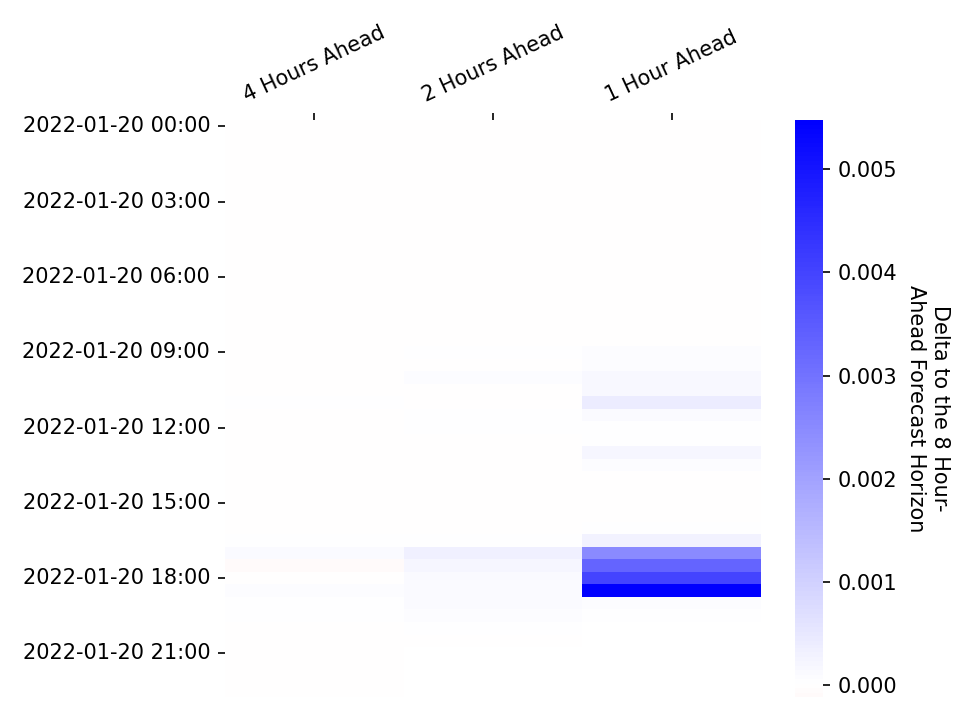 4 Hours Ahead
2 Hours Ahead
1 Hour Ahead
2022-01-20 00:00
2022-01-20 03:00
2022-01-20 06:00
2022-01-20 09:00
2022-01-20 12:00
2022-01-20 15:00
2022-01-20 18:00
2022-01-20 21:00
0.005
0.004
0.003
0.002
0.001
0.000
Delta to the 8 Hour-
Ahead Forecast Horizon